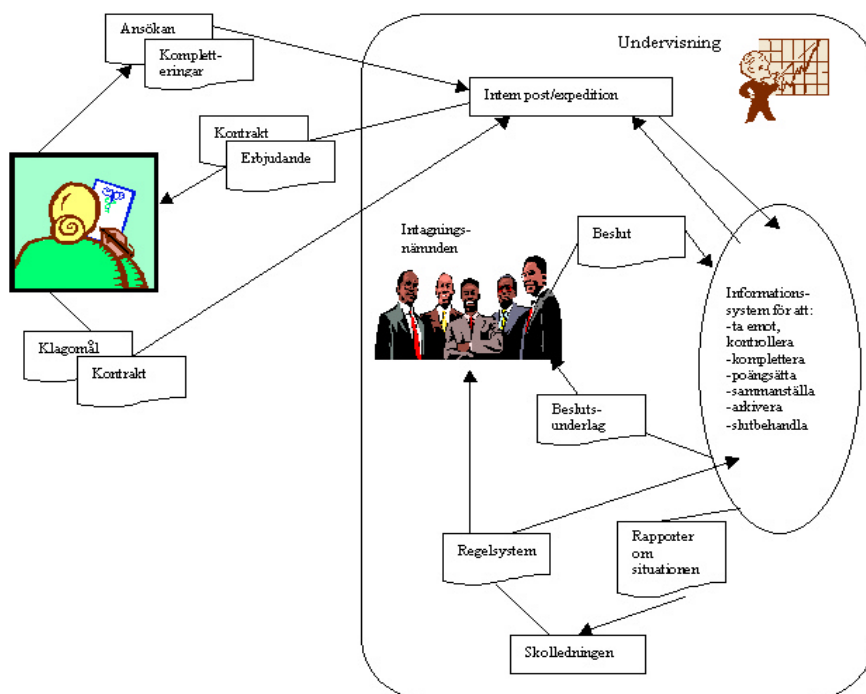 Ansökan
Komplett-
eringar
Undervisning
Intern post/expedition
Kontrakt
Erbjudande
Intagnings-
nämnden
Beslut
Informations-
system för att:
-ta emot,
kontrollera
-komplettera
-poängsätta
-sammanställa
-arkivera
-slutbehandla
Klagomål
Kontrakt
Besluts-
underlag
Regelsystem
Rapporter
om
situationen
Skolledningen